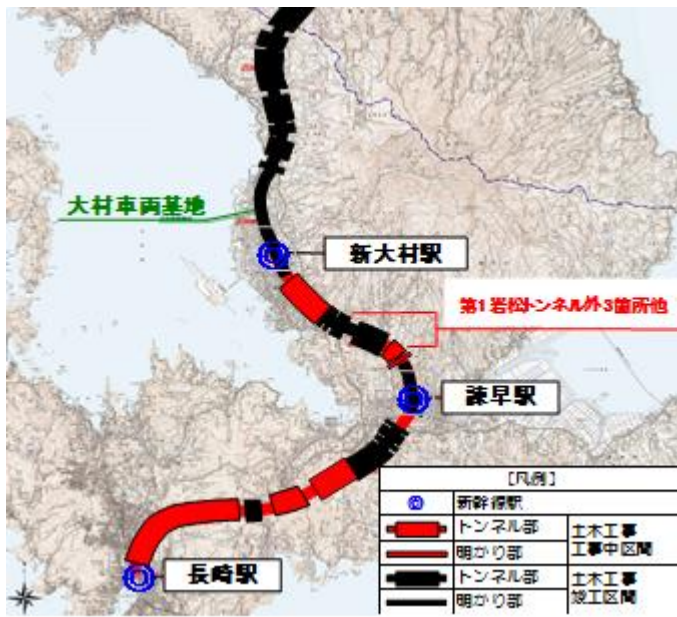 大村車両基地
新大村駅
第1岩松トンネル外3箇所他
諫早駅
長崎駅
［凡例］
新幹線駅
トンネル部
明かり部
土木工事
工事中区間
トンネル部
明かり部
土木工事
竣工区間